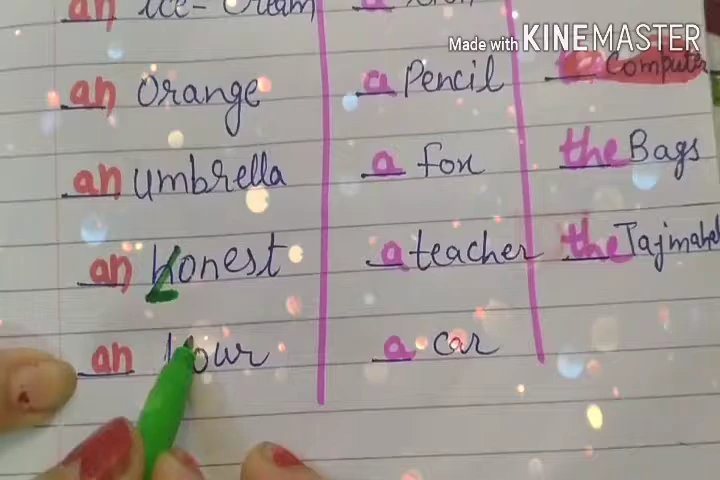 an Ice-Cream a
Made with KINEMASTER
an Orange a Pencil the Computer
an Umbrella a fox the Bags
an Honest a teacher the Tajmahal
an hour a car